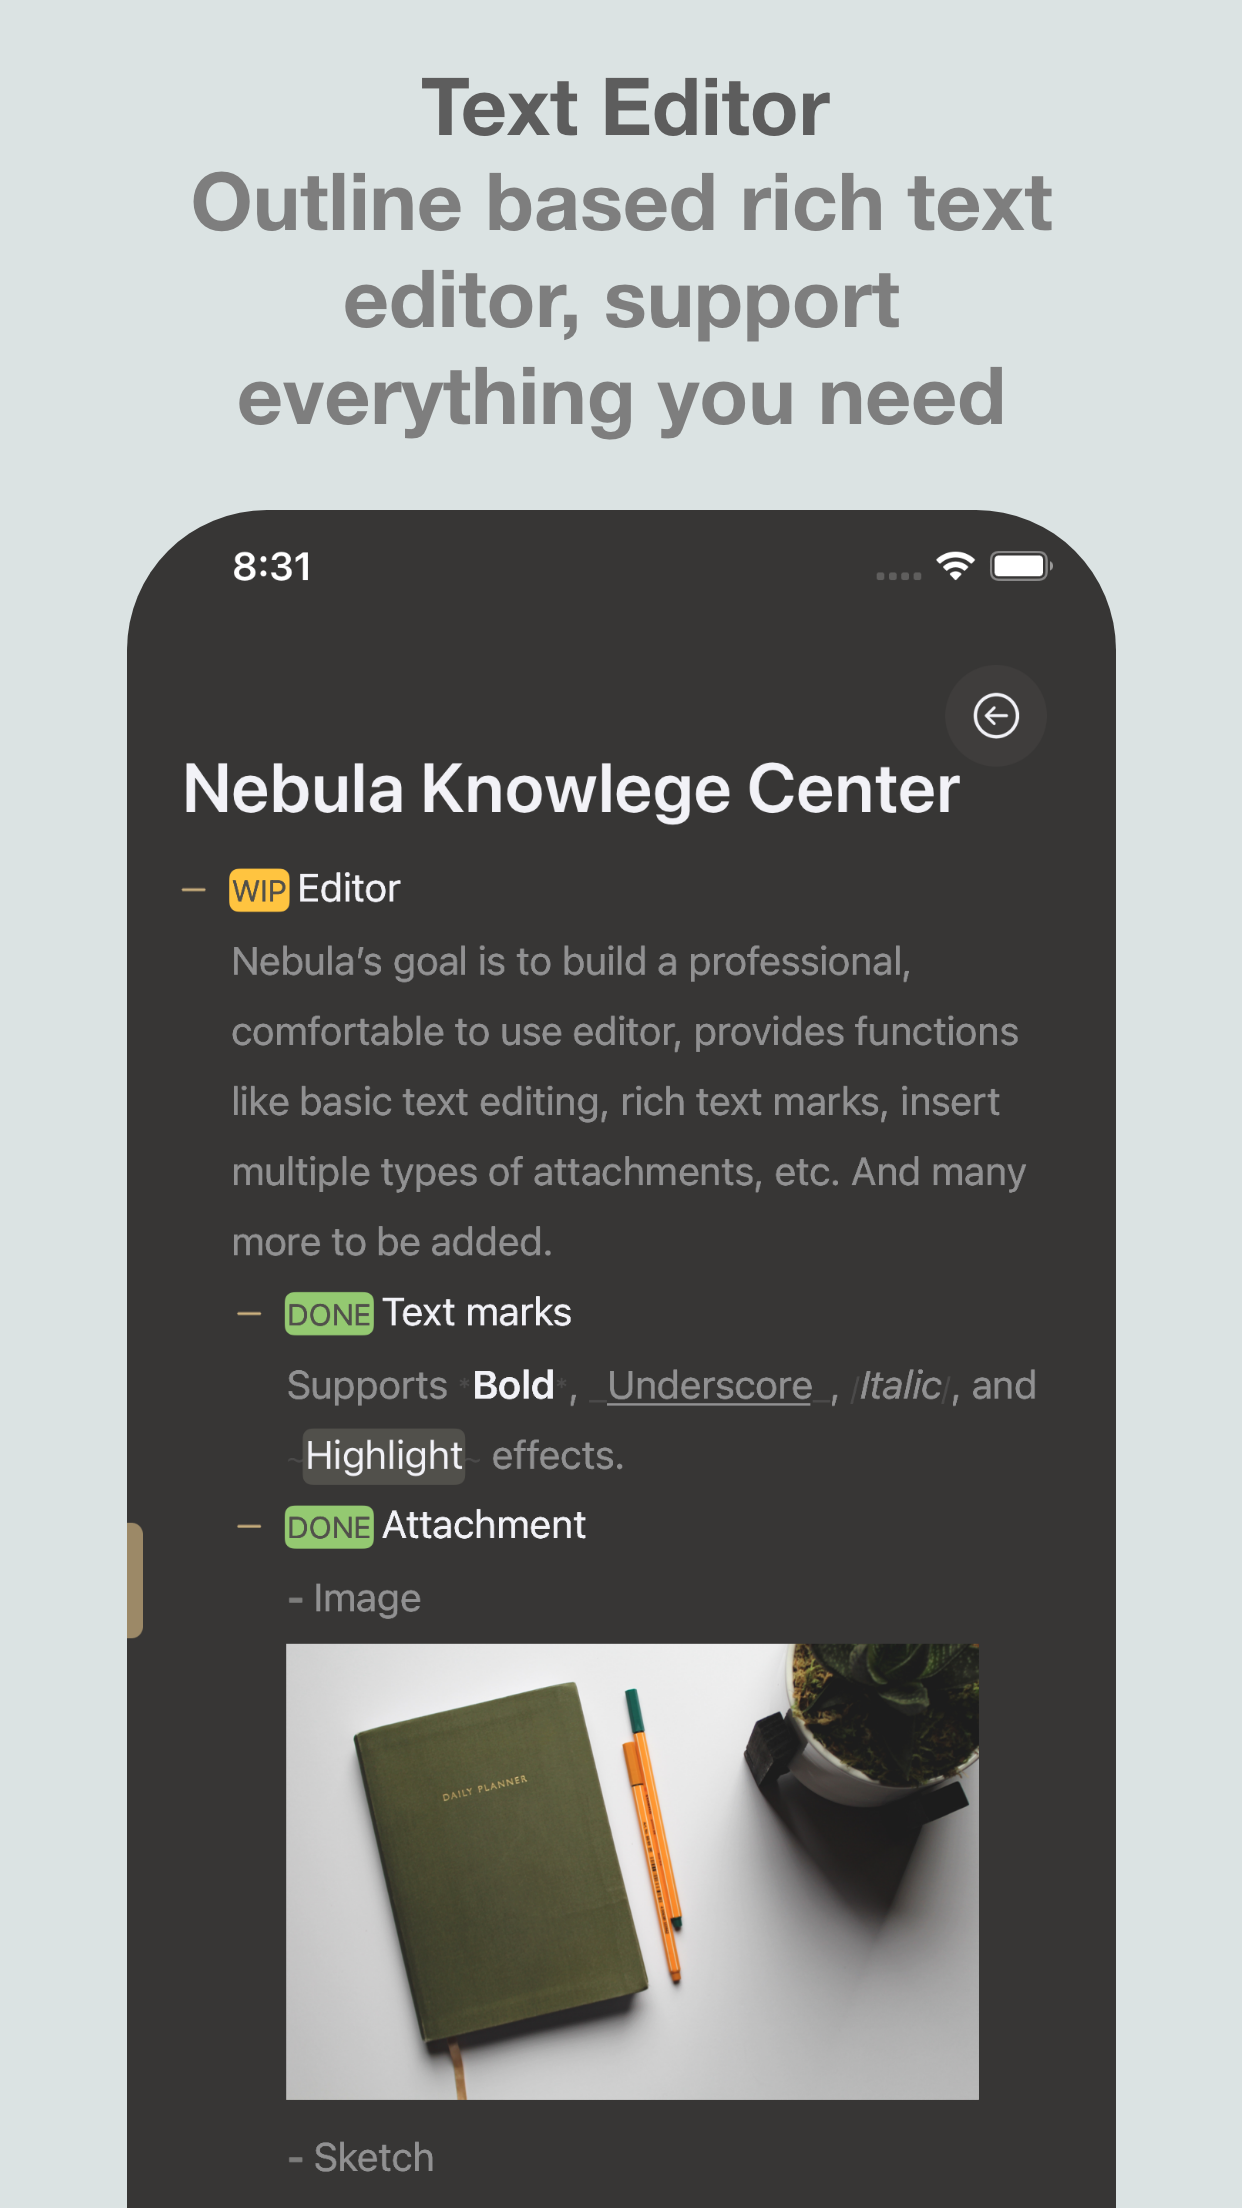 Text Editor
Outline based rich text
editor, support
everything you need
8:31
Nebula Knowlege Center
– WIP Editor
Nebula’s goal is to build a professional,
comfortable to use editor, provides functions
like basic text editing, rich text marks, insert
multiple types of attachments, etc. And many
more to be added.
– DONE Text marks
Supports *Bold*, _Underscore_, /Italic/, and
~Highlight~ effects.
– DONE Attachment
- Image
DAILY PLANNER
- Sketch